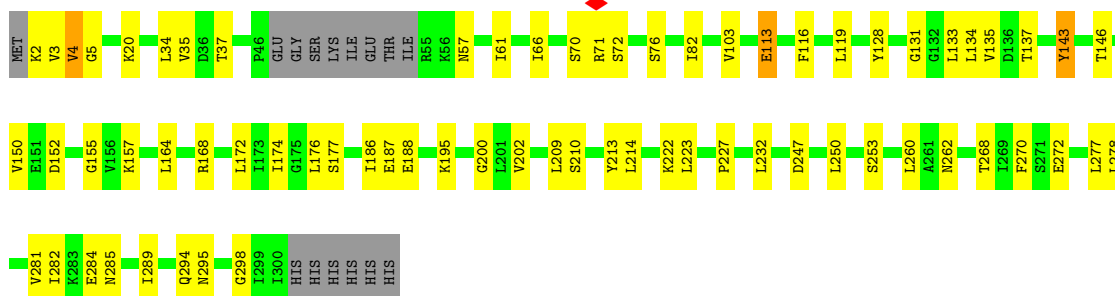 MET K2 V3 V4 G5 K20 L34 V35 D36 T37 P46 GLU GLY SER LYS ILE GLU THR ILE R55 K56 N57 I61 I66 S70 R71 S72 S76 I82 V103 E113 F116 L119 Y128 G131 G132 L133 L134 V135 D136 T137 Y143 T146
V150 E151 D152 G155 V156 K157 L164 R168 L172 I173 I174 G175 L176 S177 I186 E187 E188 K195 G200 L201 V202 L209 S210 Y213 L214 K222 L223 P227 L232 D247 L250 S253 L260 A261 N262 T268 I269 F270 S271 E272 L277
V281 I282 K283 E284 N285 I289 Q294 N295 G298 I299 I300 HIS HIS HIS HIS HIS HIS